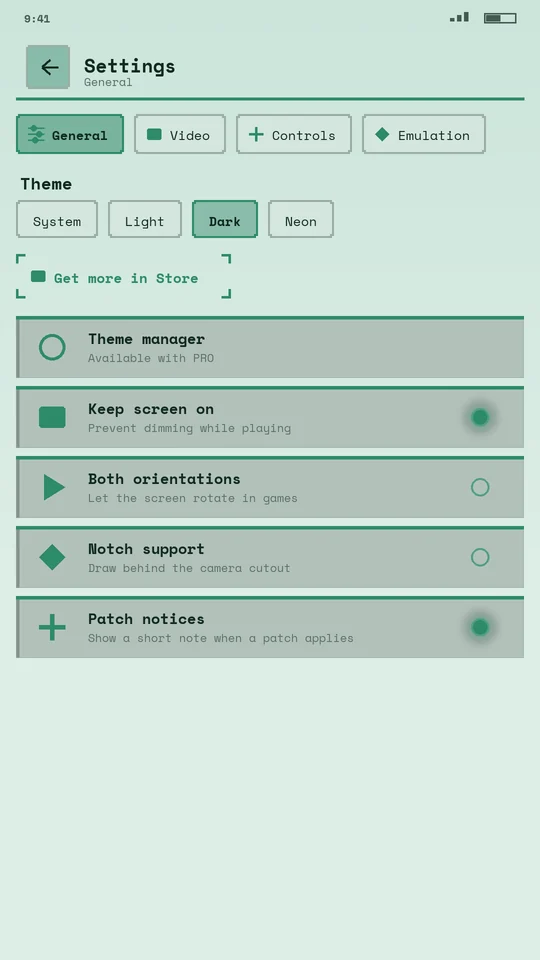 9:41
Settings
General
General
Video
Controls
Emulation
Theme
System
Light
Dark
Neon
Get more in Store
Theme manager
Available with PRO
Keep screen on
Prevent dimming while playing
Both orientations
Let the screen rotate in games
Notch support
Draw behind the camera cutout
Patch notices
Show a short note when a patch applies